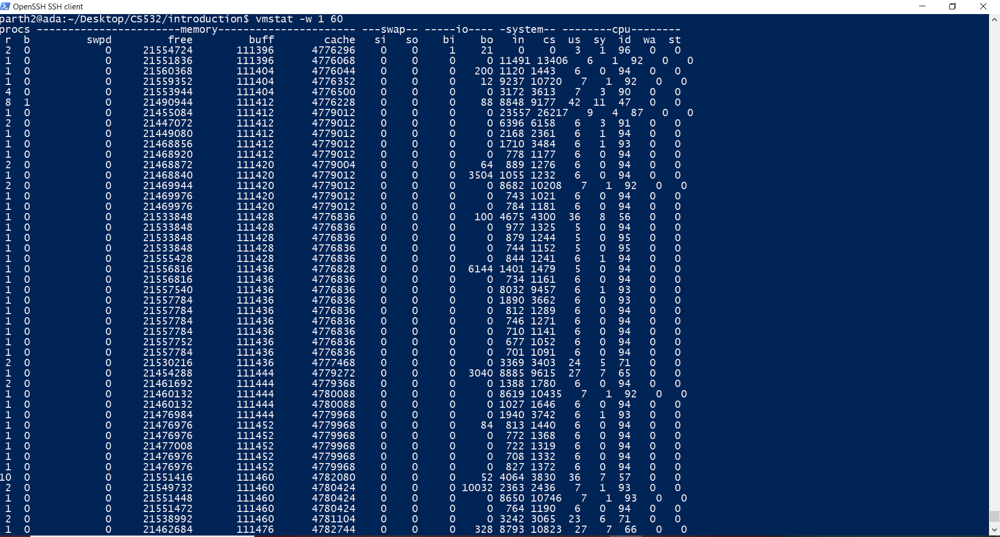 OpenSSH SSH client
parth2@ada:~/Desktop/CS532/introduction$ vmstat -w 1 60
procs -----------------------memory---------------------- ---swap-- -----io---- -system-- --------cpu--------
r b swpd free buff cache si so bi bo in cs us sy id wa st
2 0 0 21554724 111396 4776296 0 0 1 21 0 0 3 1 96 0 0
1 0 0 21551836 111396 4776068 0 0 0 0 11491 13406 6 1 92 0 0
1 0 0 21560368 111404 4776044 0 0 0 200 1120 1443 6 0 94 0 0
1 0 0 21559352 111404 4776352 0 0 0 12 9237 10720 7 1 92 0 0
4 0 0 21553944 111404 4776500 0 0 0 0 3172 3613 7 3 90 0 0
8 1 0 21490944 111412 4776228 0 0 0 88 8848 9177 42 11 47 0 0
1 0 0 21455084 111412 4779012 0 0 0 0 23557 26217 9 4 87 0 0
2 0 0 21447072 111412 4779012 0 0 0 0 6396 6158 6 3 91 0 0
1 0 0 21449080 111412 4779012 0 0 0 0 2168 2361 6 1 94 0 0
1 0 0 21468856 111412 4779012 0 0 0 0 1710 3484 6 1 93 0 0
1 0 0 21468920 111412 4779012 0 0 0 0 778 1177 6 0 94 0 0
2 0 0 21468872 111420 4779004 0 0 0 64 889 1276 6 0 94 0 0
1 0 0 21468840 111420 4779012 0 0 0 3504 1055 1232 6 0 94 0 0
2 0 0 21469944 111420 4779012 0 0 0 0 8682 10208 7 1 92 0 0
1 0 0 21469976 111420 4779012 0 0 0 0 743 1021 6 0 94 0 0
1 0 0 21469976 111420 4779012 0 0 0 0 784 1181 6 0 94 0 0
1 0 0 21533848 111428 4776836 0 0 0 100 4675 4300 36 8 56 0 0
1 0 0 21533848 111428 4776836 0 0 0 0 977 1325 5 0 94 0 0
1 0 0 21533848 111428 4776836 0 0 0 0 879 1244 5 0 95 0 0
1 0 0 21533848 111428 4776836 0 0 0 0 744 1152 5 0 95 0 0
1 0 0 21555428 111428 4776836 0 0 0 0 844 1241 6 1 94 0 0
1 0 0 21556816 111436 4776828 0 0 0 6144 1401 1479 5 0 94 0 0
1 0 0 21556816 111436 4776836 0 0 0 0 734 1161 6 0 94 0 0
1 0 0 21557540 111436 4776836 0 0 0 0 8032 9457 6 1 93 0 0
1 0 0 21557784 111436 4776836 0 0 0 0 1890 3662 6 0 93 0 0
1 0 0 21557784 111436 4776836 0 0 0 0 812 1289 6 0 94 0 0
1 0 0 21557784 111436 4776836 0 0 0 0 746 1271 6 0 94 0 0
1 0 0 21557784 111436 4776836 0 0 0 0 710 1141 6 0 94 0 0
1 0 0 21557752 111436 4776836 0 0 0 0 677 1052 6 0 94 0 0
1 0 0 21557784 111436 4776836 0 0 0 0 701 1091 6 0 94 0 0
2 0 0 21530216 111436 4777468 0 0 0 0 3369 3403 24 5 71 0 0
1 0 0 21454288 111444 4779272 0 0 0 3040 8885 9615 27 7 65 0 0
2 0 0 21461692 111444 4779368 0 0 0 0 1388 1780 6 0 94 0 0
1 0 0 21460132 111444 4780088 0 0 0 0 8619 10435 7 1 92 0 0
1 0 0 21460132 111444 4780088 0 0 0 0 1027 1646 6 0 94 0 0
1 0 0 21476984 111444 4779968 0 0 0 0 1940 3742 6 1 93 0 0
1 0 0 21476976 111452 4779968 0 0 0 84 813 1440 6 0 94 0 0
1 0 0 21476976 111452 4779968 0 0 0 0 772 1368 6 0 94 0 0
1 0 0 21477008 111452 4779968 0 0 0 0 722 1319 6 0 94 0 0
1 0 0 21476976 111452 4779968 0 0 0 0 708 1332 6 0 94 0 0
1 0 0 21476976 111452 4779968 0 0 0 0 827 1372 6 0 94 0 0
10 0 0 21551416 111460 4782080 0 0 0 52 4064 3830 36 7 57 0 0
2 0 0 21549732 111460 4780424 0 0 0 10032 2363 2436 7 1 93 0 0
1 0 0 21551448 111460 4780424 0 0 0 0 8650 10746 7 1 93 0 0
1 0 0 21551472 111460 4780424 0 0 0 0 764 1190 6 0 94 0 0
2 0 0 21538992 111460 4781104 0 0 0 0 3242 3065 23 6 71 0 0
1 0 0 21462684 111476 4782744 0 0 0 328 8793 10823 27 7 66 0 0